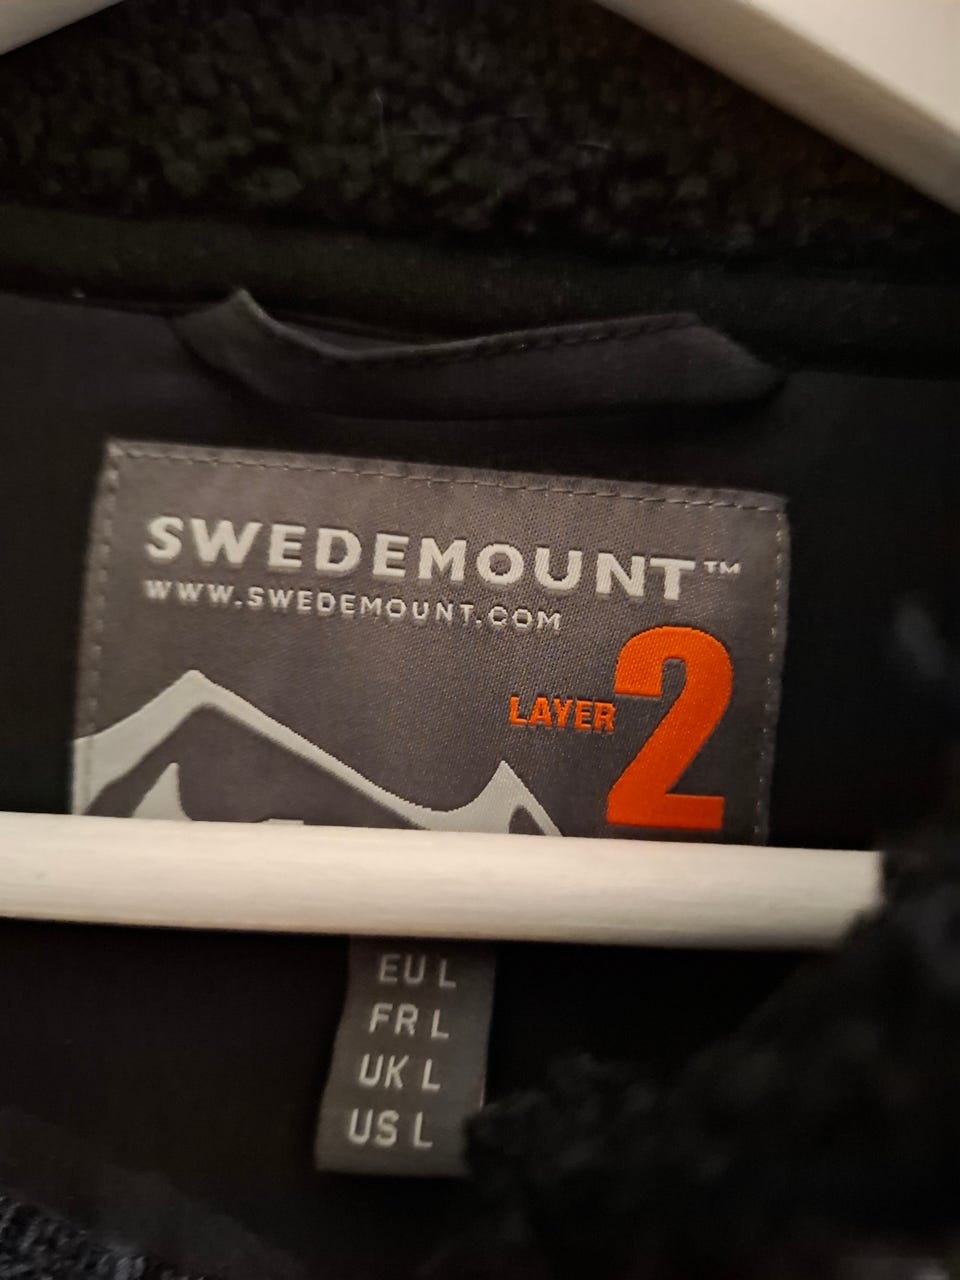 SWEDEMOUNT™
WWW.SWEDEMOUNT.COM
LAYER 2
EU L
FR L
UK L
US L